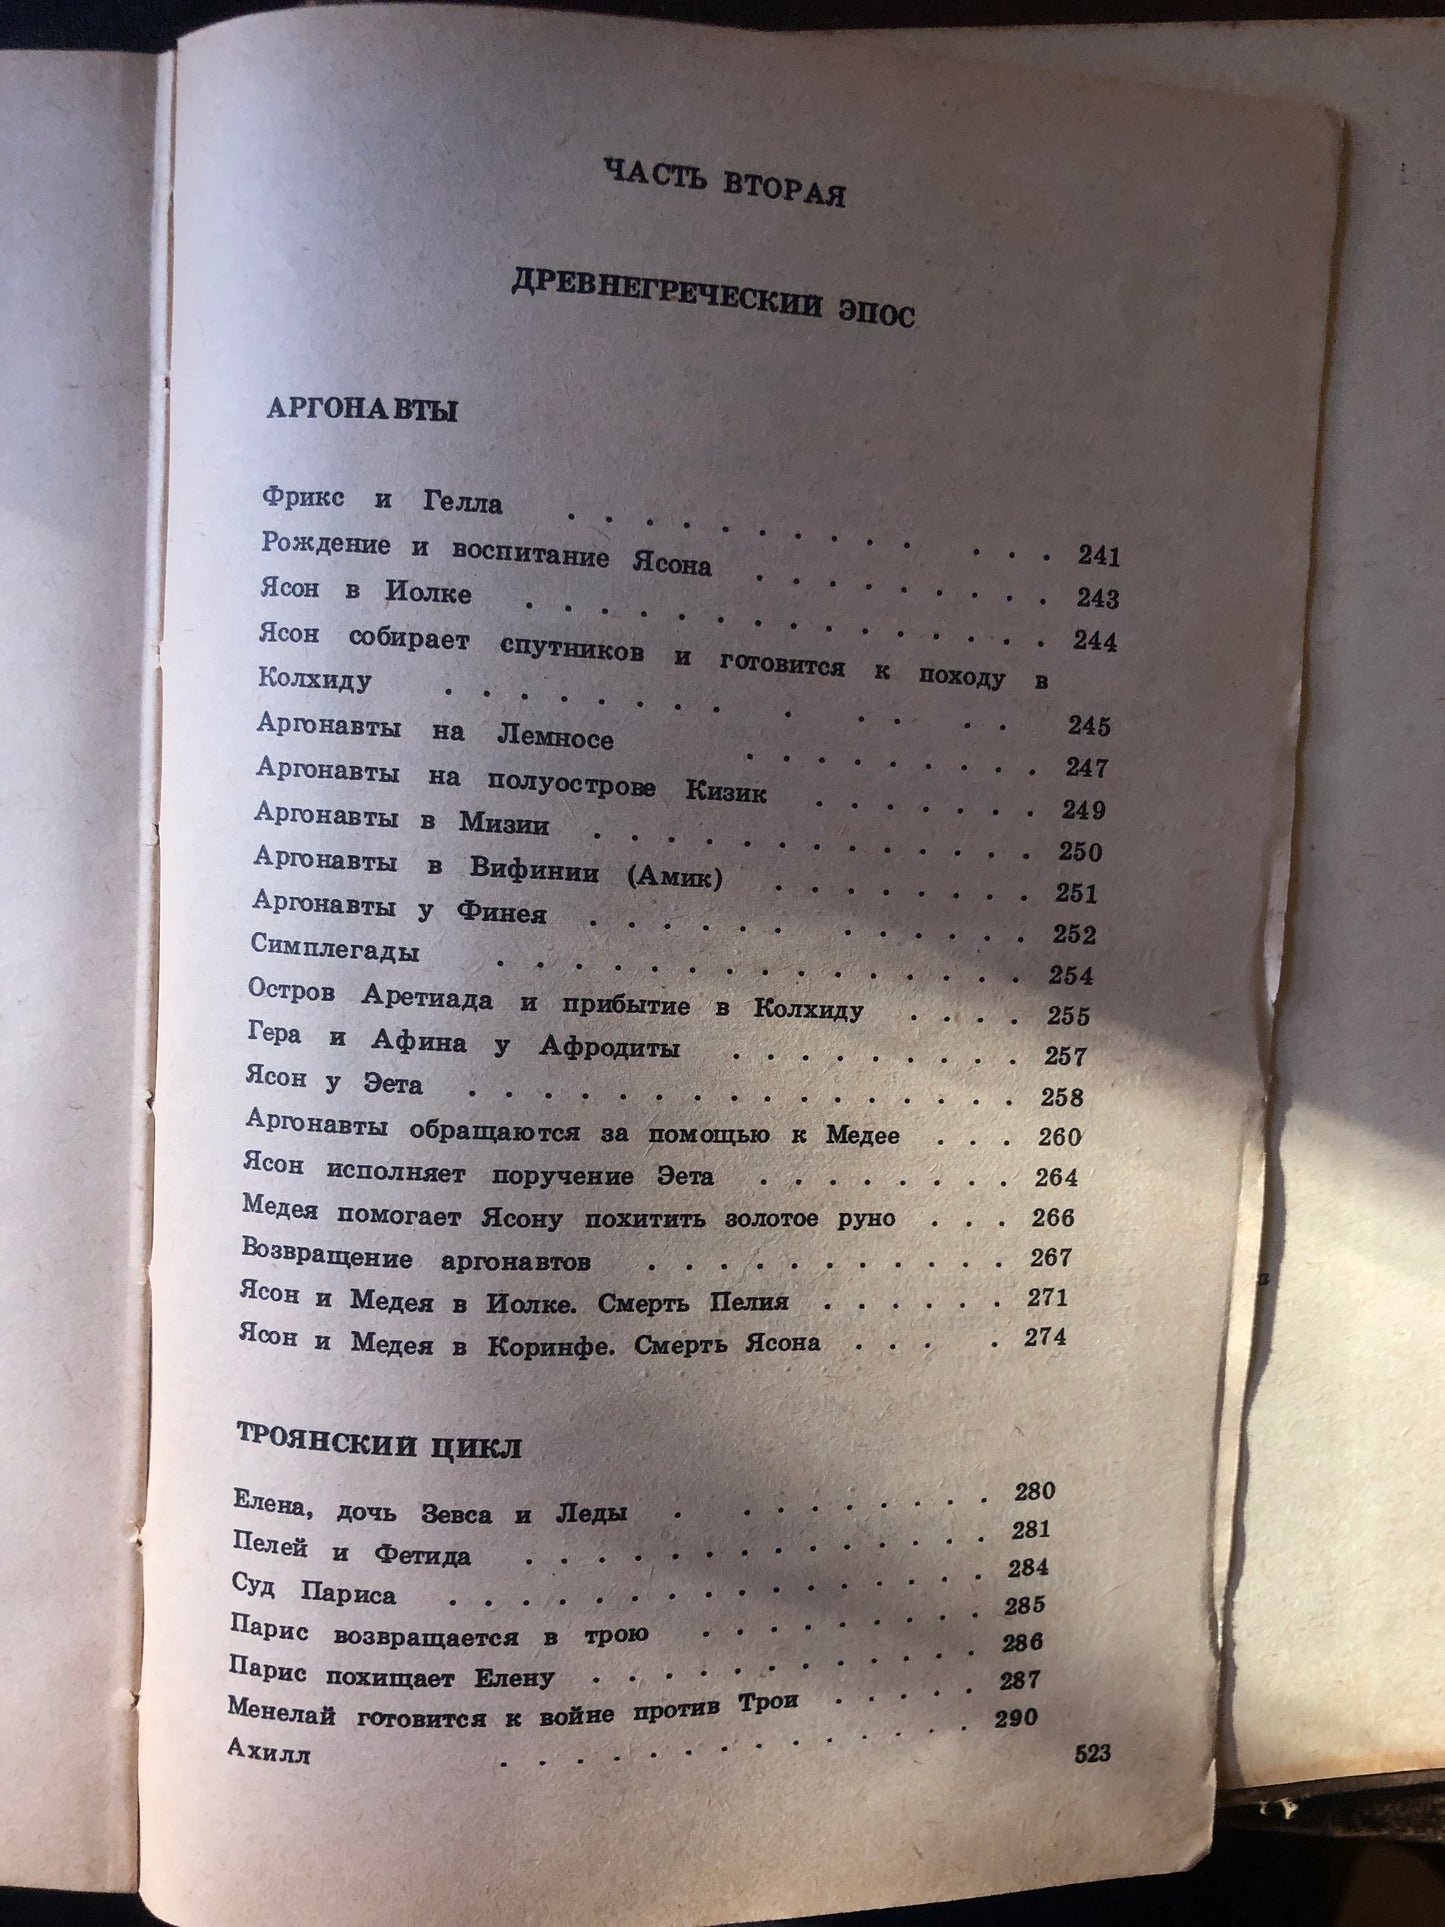 ЧАСТЬ ВТОРАЯ
ДРЕВНЕГРЕЧЕСКИЙ ЭПОС
АРГОНАВТЫ
Фрикс и Гелла . . . . . . . . . . . . . 241
Рождение и воспитание Ясона . . . . . . . . . 243
Ясон в Иолке . . . . . . . . . . . . . . 244
Ясон собирает спутников и готовится к походу в
Колхиду . . . . . . . . . . . . . 245
Аргонавты на Лемносе . . . . . . . . . 247
Аргонавты на полуострове Кизик . . . . . . . 249
Аргонавты в Мизии . . . . . . . . . . . . 250
Аргонавты в Вифинии (Амик) . . . . . . . . 251
Аргонавты у Финея . . . . . . . . . . . 252
Симплегады . . . . . . . . . . . . . . 254
Остров Аретиада и прибытие в Колхиду . . . . 255
Гера и Афина у Афродиты . . . . . . . . . 257
Ясон у Эета . . . . . . . . . . . . . . . 258
Аргонавты обращаются за помощью к Медее . . . 260
Ясон исполняет поручение Эета . . . . . . . . 264
Медея помогает Ясону похитить золотое руно . . . 266
Возвращение аргонавтов . . . . . . . . . . 267
Ясон и Медея в Иолке. Смерть Пелия . . . . . . 271
Ясон и Медея в Коринфе. Смерть Ясона . . . . 274
ТРОЯНСКИЙ ЦИКЛ
Елена, дочь Зевса и Леды . . . . . . . . 280
Пелей и Фетида . . . . . . . . . . . . . 281
Суд Париса . . . . . . . . . . . . . . . 284
Парис возвращается в трою . . . . . . . . 285
Парис похищает Елену . . . . . . . . . . . 286
Менелай готовится к войне против Трои . . . . . 287
Ахилл . . . . . . . . . . . . . 290
523